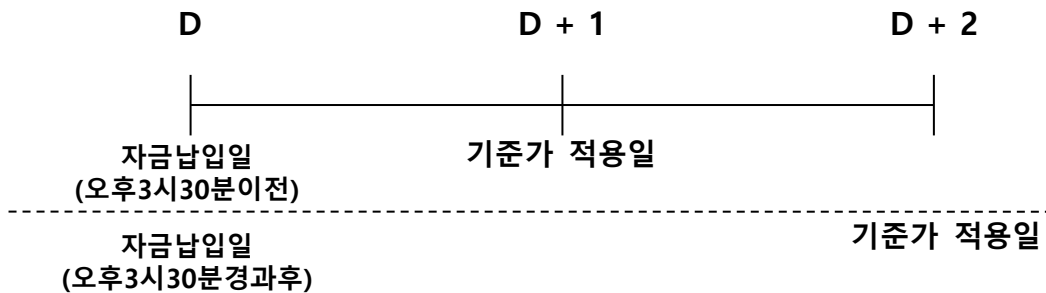 D D + 1 D + 2
자금납입일 기준가 적용일
(오후3시30분이전)
자금납입일 기준가 적용일
(오후3시30분경과후)